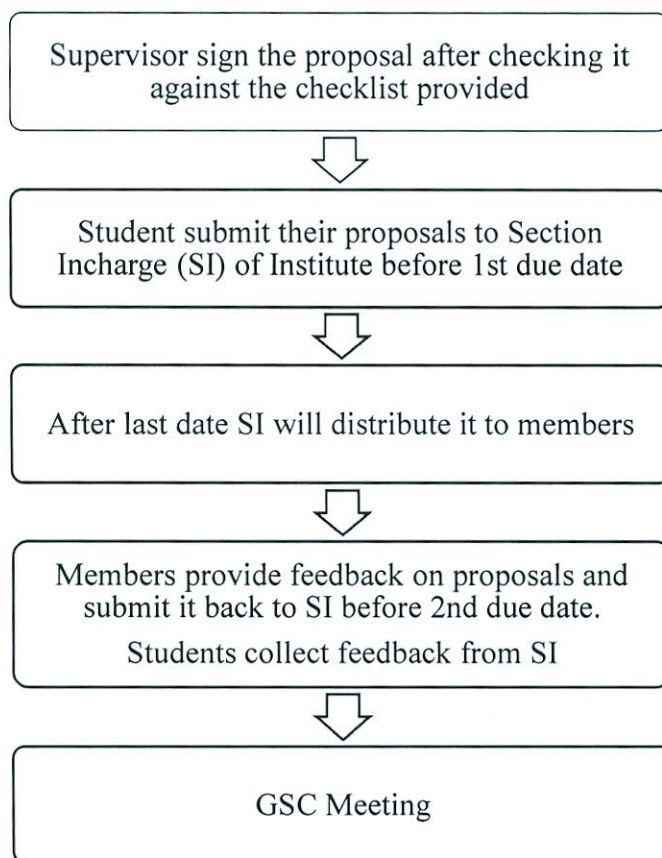 Supervisor sign the proposal after checking it
against the checklist provided
Student submit their proposals to Section
Incharge (SI) of Institute before 1st due date
After last date SI will distribute it to members
Members provide feedback on proposals and
submit it back to SI before 2nd due date.
Students collect feedback from SI
GSC Meeting